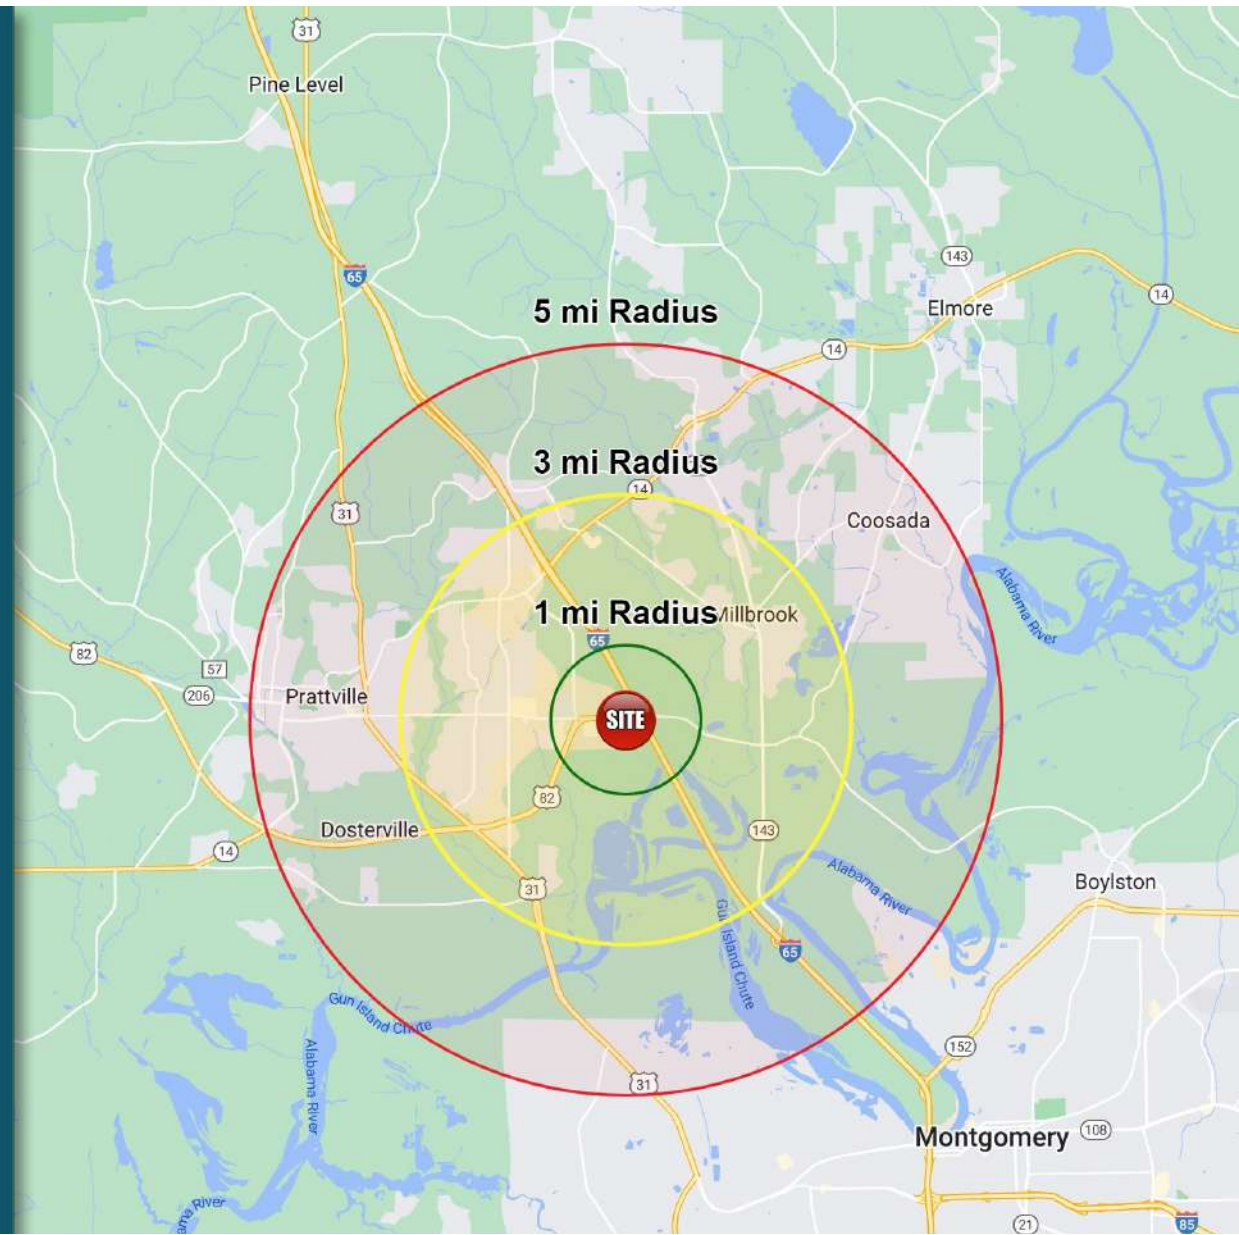 31
Pine Level
143
65
14
Elmore
5 mi Radius
14
3 mi Radius
14
31
Coosada
Alabama River
1 mi Radius
Millbrook
65
82
57
206
Prattville
SITE
82
Dosterville
143
14
Alabama River
Boylston
31
Gun Island Chute
65
Gun Island Chute
Alabama River
152
31
108
Montgomery
River
21
85